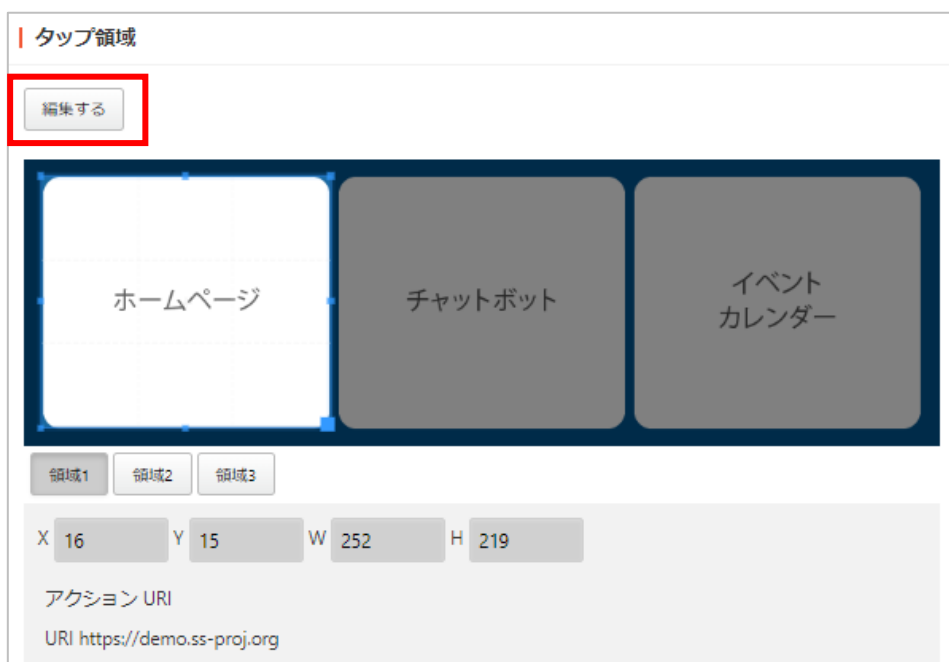 タップ領域
編集する
ホームページ
チャットボット
イベント
カレンダー
領域1 領域2 領域3
X 16 Y 15 W 252 H 219
アクション URI
URI https://demo.ss-proj.org